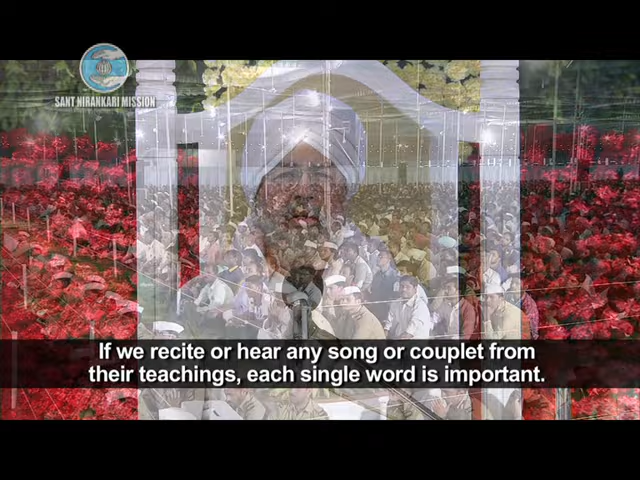 SANT NIRANKARI MISSION
If we recite or hear any song or couplet from
their teachings, each single word is important.